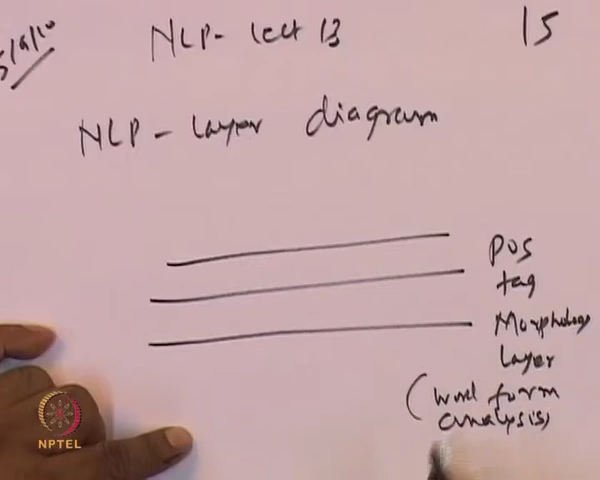 NLP - lect 13
15
NLP - layer diagram
POS
tag
Morphology
Layer
(word form
analysis)
NPTEL